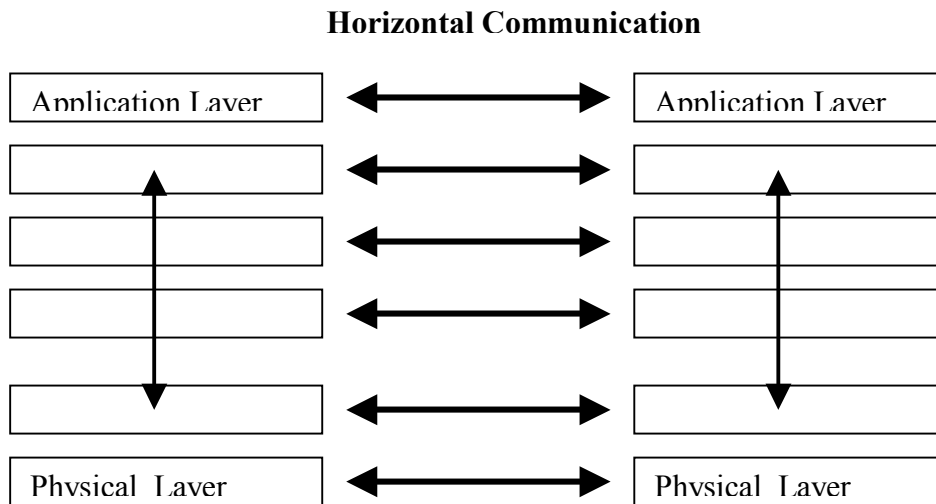 Horizontal Communication
Application Layer
Application Layer
Physical Layer
Physical Layer